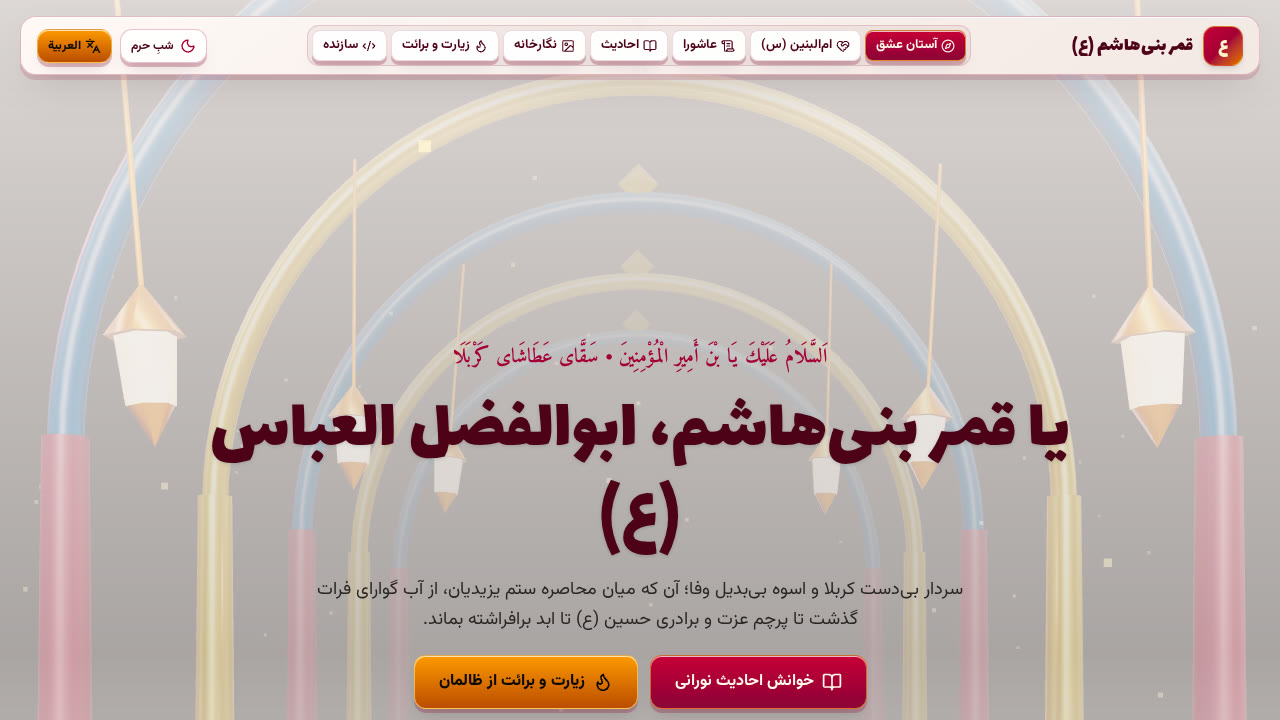 ع
قمر بنی‌هاشم (ع)
آستان عشق
ام‌البنین (س)
عاشورا
احادیث
نگارخانه
زیارت و برائت
سازنده
شبِ حرم
العربية
اَلسَّلَامُ عَلَيْكَ يَا بْنَ أَمِيرِ الْمُؤْمِنِينَ • سَقَّای عَطَاشَای كَرْبَلَا
یا قمر بنی‌هاشم، ابوالفضل العباس
(ع)
سردار بی‌دست کربلا و اسوه بی‌بدیل وفا؛ آن که میان محاصره ستم یزیدیان، از آب گوارای فرات
گذشت تا پرچم عزت و برادری حسین (ع) تا ابد برافراشته بماند.
خوانش احادیث نورانی
زیارت و برائت از ظالمان